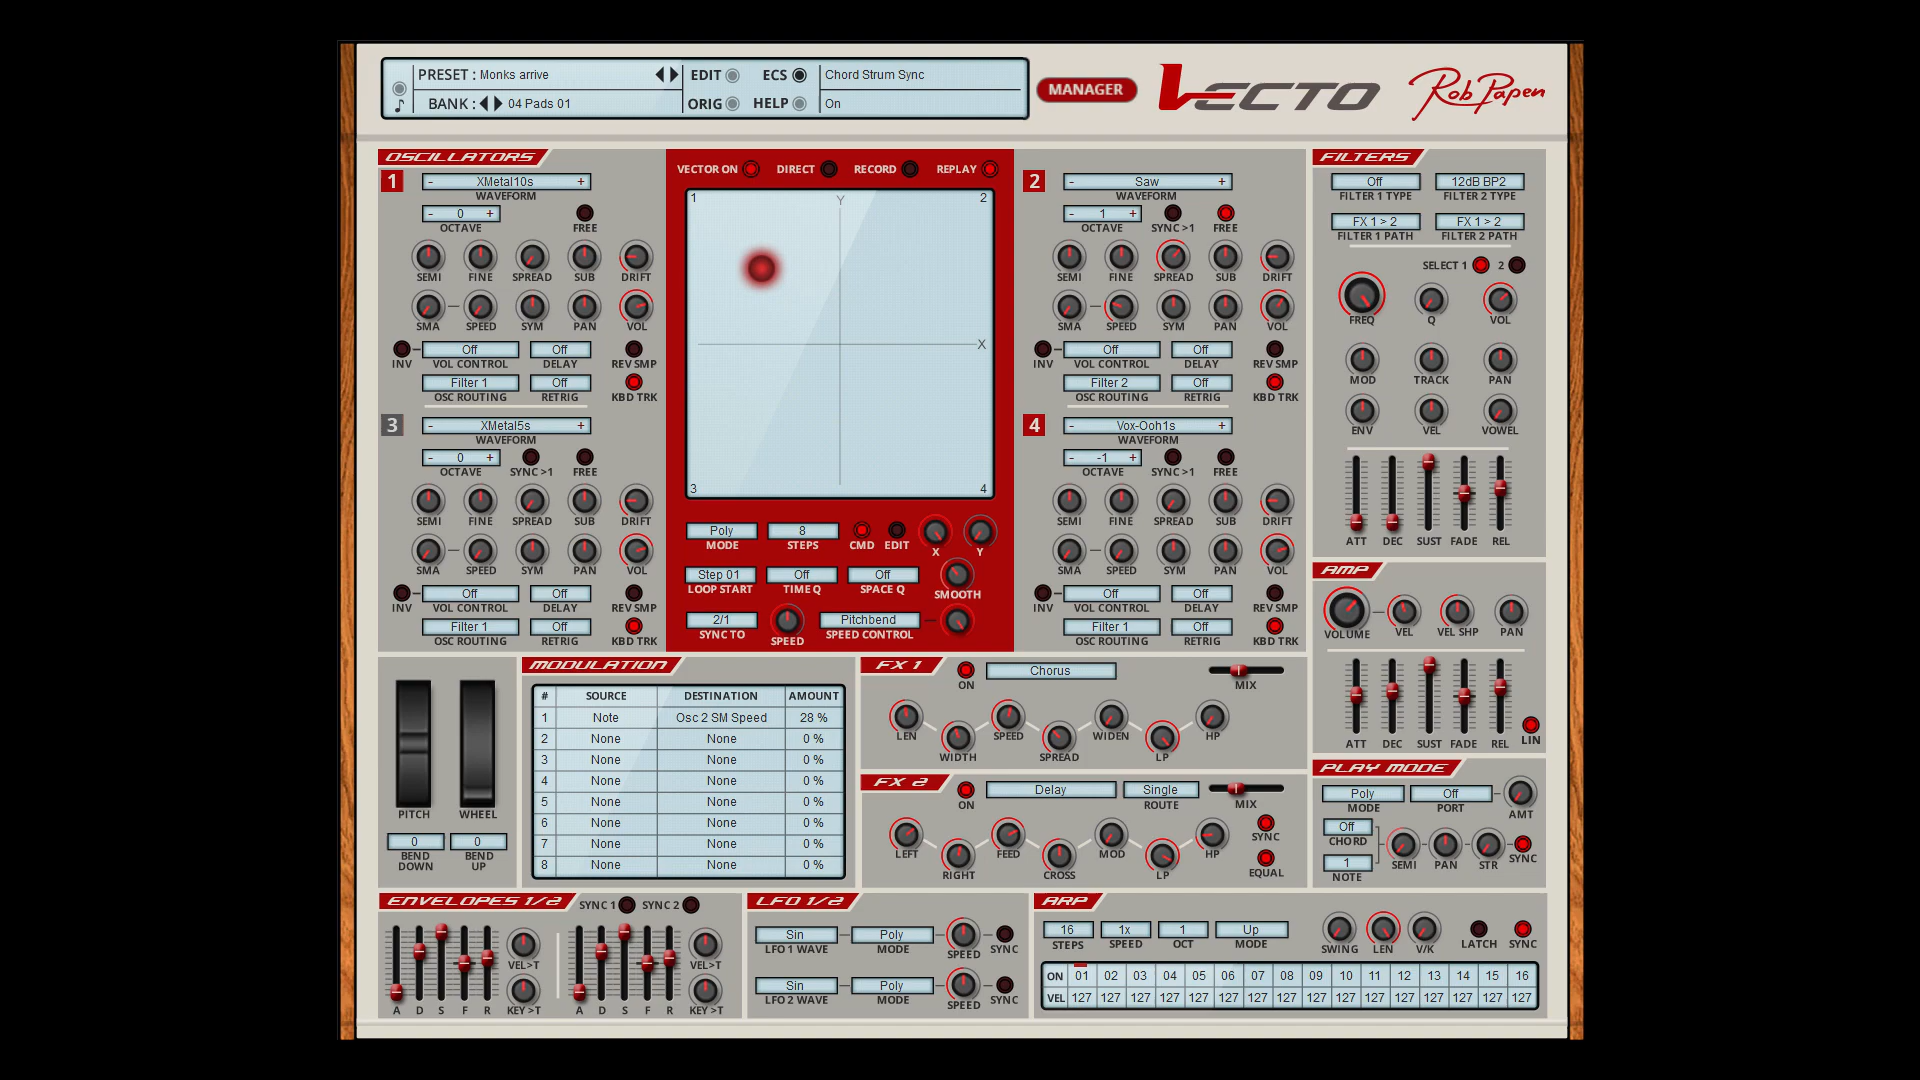 PRESET : Monks arrive
BANK : 04 Pads 01
EDIT
ECS
ORIG
HELP
Chord Strum Sync
On
MANAGER
VECTO
Rob Papen
OSCILLATORS
1
- XMetal10s +
WAVEFORM
- 0 +
OCTAVE
FREE
SEMI FINE SPREAD SUB DRIFT
SMA SPEED SYM PAN VOL
INV
Off
VOL CONTROL
Off
DELAY
REV SMP
Filter 1
OSC ROUTING
Off
RETRIG
KBD TRK
3
- XMetal5s +
WAVEFORM
- 0 +
OCTAVE
SYNC >1
FREE
SEMI FINE SPREAD SUB DRIFT
SMA SPEED SYM PAN VOL
INV
Off
VOL CONTROL
Off
DELAY
REV SMP
Filter 1
OSC ROUTING
Off
RETRIG
KBD TRK
VECTOR ON DIRECT RECORD REPLAY
1 Y 2
X
3 4
Poly
MODE
8
STEPS
CMD EDIT X Y
Step 01
LOOP START
Off
TIME Q
Off
SPACE Q
SMOOTH
2/1
SYNC TO
SPEED
Pitchbend
SPEED CONTROL
2
- Saw +
WAVEFORM
- 1 +
OCTAVE
SYNC >1
FREE
SEMI FINE SPREAD SUB DRIFT
SMA SPEED SYM PAN VOL
INV
Off
VOL CONTROL
Off
DELAY
REV SMP
Filter 2
OSC ROUTING
Off
RETRIG
KBD TRK
4
- Vox-Ooh1s +
WAVEFORM
- -1 +
OCTAVE
SYNC >1
FREE
SEMI FINE SPREAD SUB DRIFT
SMA SPEED SYM PAN VOL
INV
Off
VOL CONTROL
Off
DELAY
REV SMP
Filter 1
OSC ROUTING
Off
RETRIG
KBD TRK
FILTERS
Off
FILTER 1 TYPE
12dB BP2
FILTER 2 TYPE
FX 1 > 2
FILTER 1 PATH
FX 1 > 2
FILTER 2 PATH
SELECT 1 2
FREQ Q VOL
MOD TRACK PAN
ENV VEL VOWEL
ATT DEC SUST FADE REL
AMP
VOLUME VEL VEL SHP PAN
ATT DEC SUST FADE REL LIN
PLAY MODE
Poly
MODE
Off
PORT
AMT
Off
CHORD
1
NOTE
SEMI PAN STR SYNC
PITCH WHEEL
0
BEND DOWN
0
BEND UP
MODULATION
# SOURCE DESTINATION AMOUNT
1 Note Osc 2 SM Speed 28 %
2 None None 0 %
3 None None 0 %
4 None None 0 %
5 None None 0 %
6 None None 0 %
7 None None 0 %
8 None None 0 %
FX 1
ON
Chorus
MIX
LEN WIDTH SPEED SPREAD WIDEN LP HP
FX 2
ON
Delay
Single
ROUTE
MIX
LEFT RIGHT FEED CROSS MOD LP HP
SYNC
EQUAL
ENVELOPES 1/2
SYNC 1 SYNC 2
VEL>T VEL>T
A D S F R KEY>T A D S F R KEY>T
LFO 1/2
Sin
LFO 1 WAVE
Poly
MODE
SPEED SYNC
Sin
LFO 2 WAVE
Poly
MODE
SPEED SYNC
ARP
16
STEPS
1x
SPEED
1
OCT
Up
MODE
SWING LEN V/K LATCH SYNC
ON 01 02 03 04 05 06 07 08 09 10 11 12 13 14 15 16
VEL 127 127 127 127 127 127 127 127 127 127 127 127 127 127 127 127